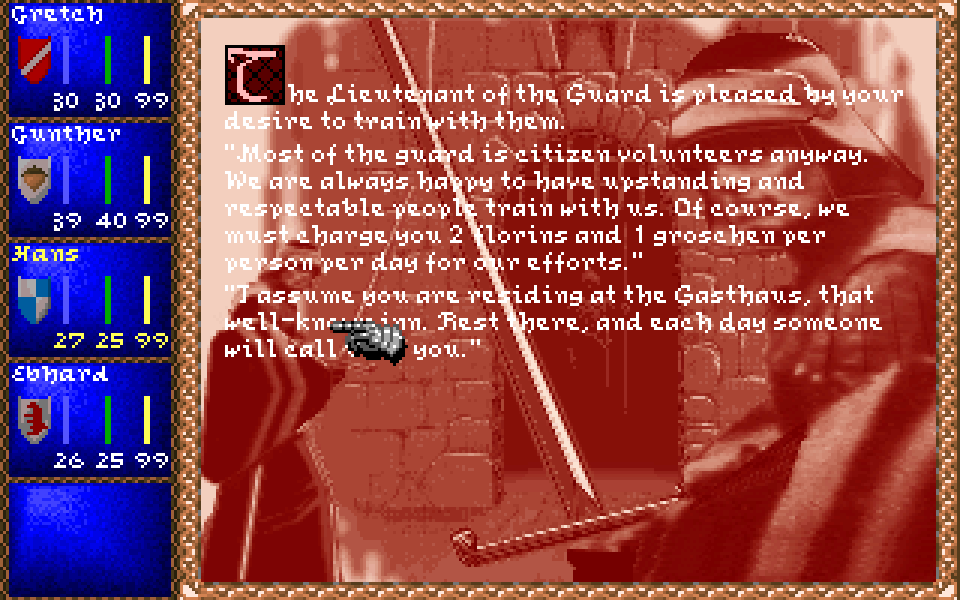 Gretch
30 30 99
Gunther
39 40 99
Hans
27 25 99
Ebhard
26 25 99
The Lieutenant of the Guard is pleased by your
desire to train with them.
"Most of the guard is citizen volunteers anyway.
We are always happy to have upstanding and
respectable people train with us. Of course, we
must charge you 2 florins and 1 groschen per
person per day for our efforts."
"I assume you are residing at the Gasthaus, that
well-known inn. Rest there, and each day someone
will call you."